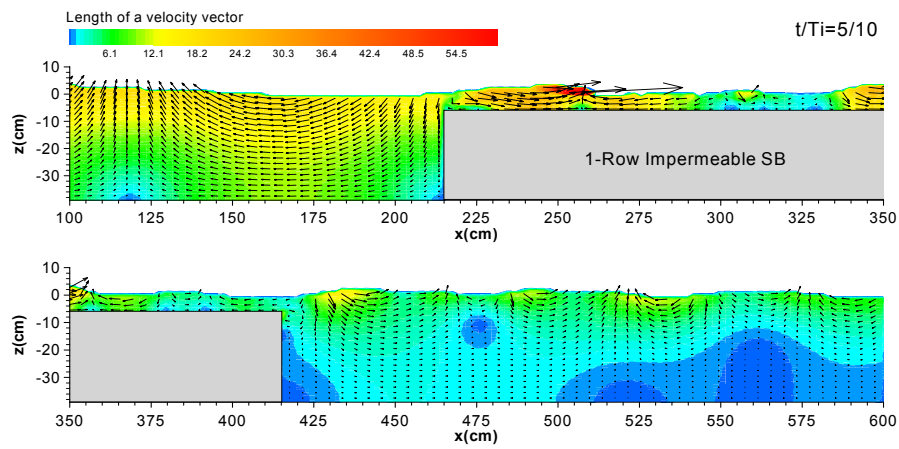 Length of a velocity vector
t/Ti=5/10
6.1 12.1 18.2 24.2 30.3 36.4 42.4 48.5 54.5
10
0
-10
-20
-30
z(cm)
1-Row Impermeable SB
100 125 150 175 200 225 250 275 300 325 350
x(cm)
10
0
-10
-20
-30
z(cm)
350 375 400 425 450 475 500 525 550 575 600
x(cm)